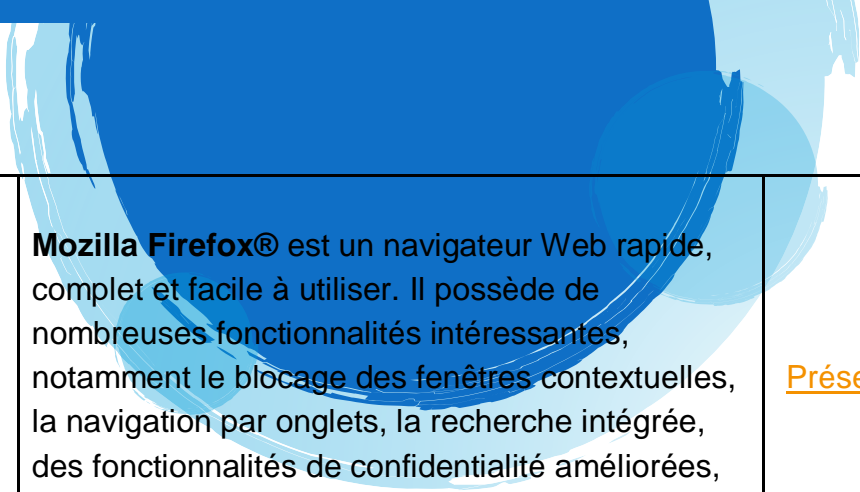 Mozilla Firefox® est un navigateur Web rapide,
complet et facile à utiliser. Il possède de
nombreuses fonctionnalités intéressantes,
notamment le blocage des fenêtres contextuelles,
la navigation par onglets, la recherche intégrée,
des fonctionnalités de confidentialité améliorées,